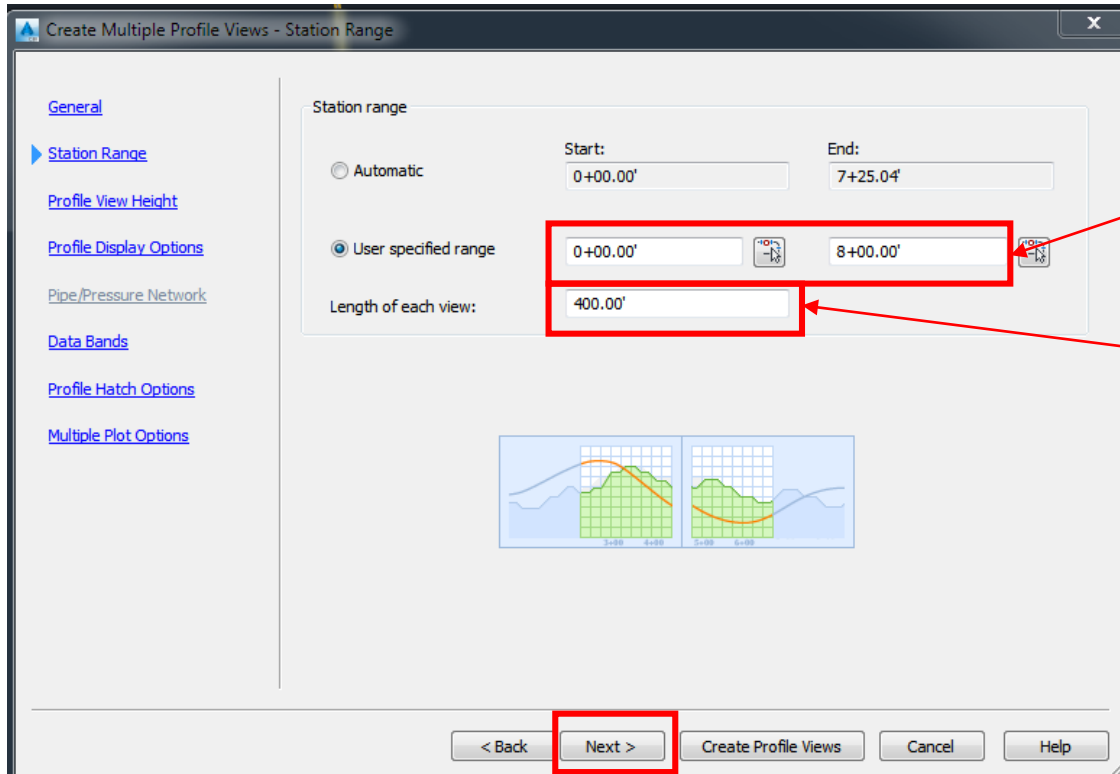 Create Multiple Profile Views - Station Range
X
General
Station Range
Profile View Height
Profile Display Options
Pipe/Pressure Network
Data Bands
Profile Hatch Options
Multiple Plot Options
Station range
Start:
End:
Automatic
0+00.00'
7+25.04'
User specified range
0+00.00'
8+00.00'
Length of each view:
400.00'
3+00 4+00 5+00 6+00
< Back
Next >
Create Profile Views
Cancel
Help